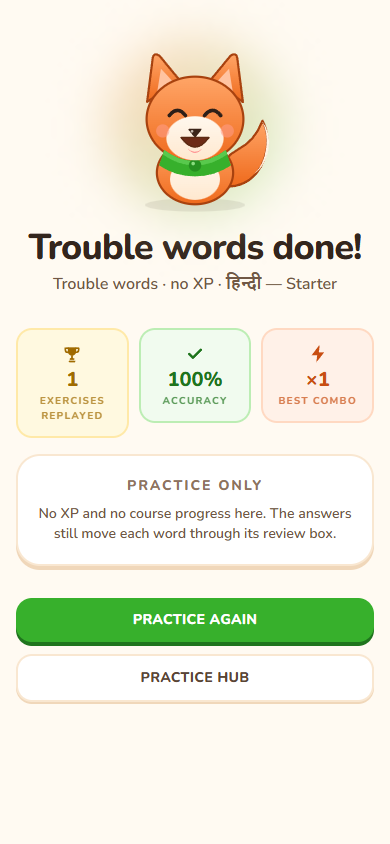 Trouble words done!
Trouble words · no XP · हिन्दी — Starter
1
EXERCISES
REPLAYED
100%
ACCURACY
×1
BEST COMBO
PRACTICE ONLY
No XP and no course progress here. The answers
still move each word through its review box.
PRACTICE AGAIN
PRACTICE HUB